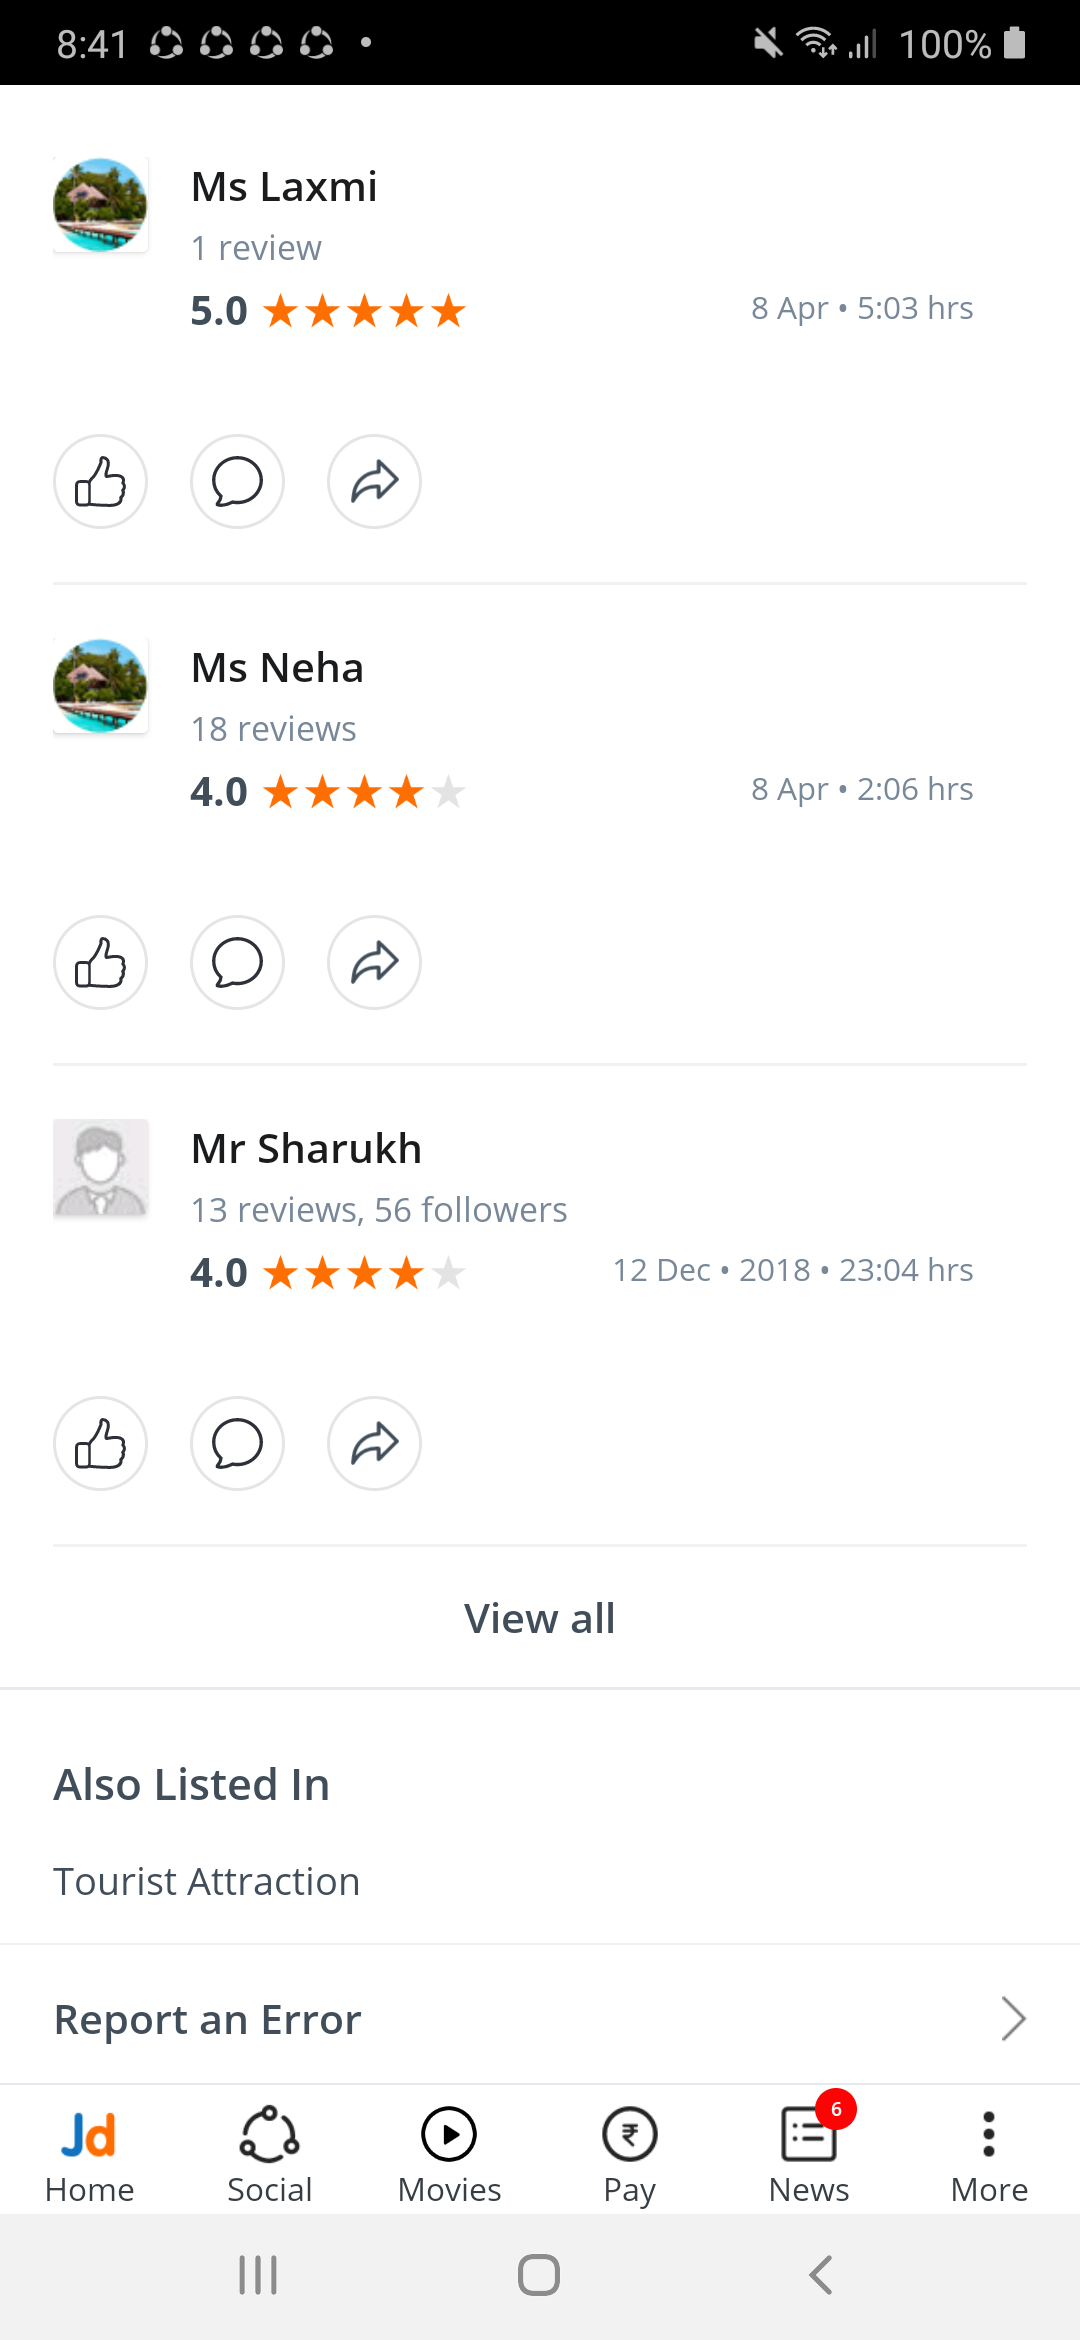 8:41
100%
Ms Laxmi
1 review
5.0
8 Apr • 5:03 hrs
Ms Neha
18 reviews
4.0
8 Apr • 2:06 hrs
Mr Sharukh
13 reviews, 56 followers
4.0
12 Dec • 2018 • 23:04 hrs
View all
Also Listed In
Tourist Attraction
Report an Error
Jd
6
Home
Social
Movies
Pay
News
More